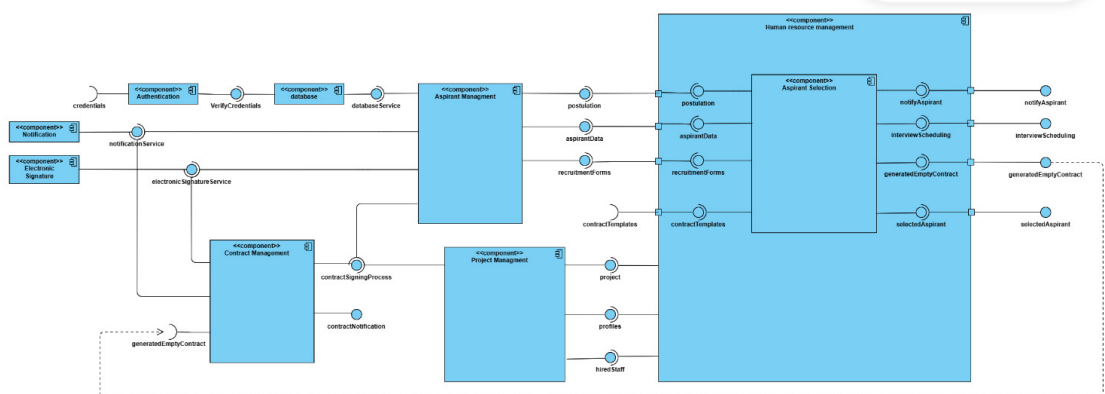 <<component>>
Human resource management
<<component>>
Authentication
<<component>>
database
<<component>>
Aspirant Managment
<<component>>
Aspirant Selection
credentials
VerifyCredentials
databaseService
postulation
postulation
notifyAspirant
notifyAspirant
<<component>>
Notification
notificationService
aspirantData
aspirantData
interviewScheduling
interviewScheduling
<<component>>
Electronic
Signature
electronicSignatureService
recruitmentForms
recruitmentForms
generatedEmptyContract
generatedEmptyContract
contractTemplates
contractTemplates
selectedAspirant
selectedAspirant
<<component>>
Contract Management
<<component>>
Project Managment
contractSigningProcess
project
contractNotification
profiles
generatedEmptyContract
hiredStaff